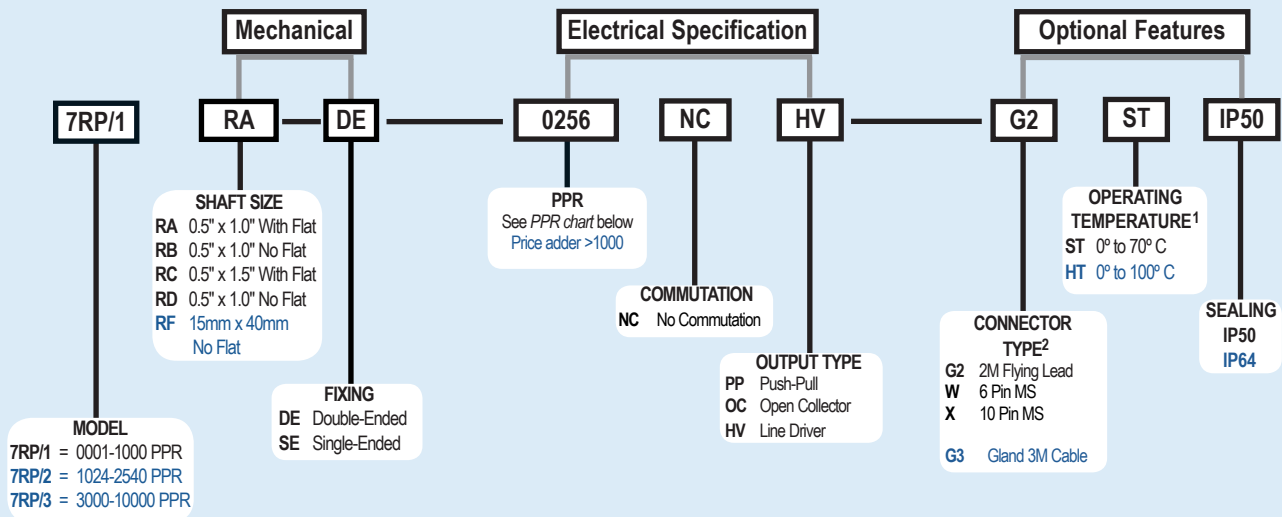 Mechanical
Electrical Specification
Optional Features
7RP/1
RA
DE
0256
NC
HV
G2
ST
IP50
SHAFT SIZE
RA 0.5" x 1.0" With Flat
RB 0.5" x 1.0" No Flat
RC 0.5" x 1.5" With Flat
RD 0.5" x 1.0" No Flat
RF 15mm x 40mm
No Flat
PPR
See PPR chart below
Price adder >1000
OPERATING
TEMPERATURE1
ST 0º to 70º C
HT 0º to 100º C
COMMUTATION
NC No Commutation
SEALING
IP50
IP64
CONNECTOR
TYPE2
G2 2M Flying Lead
W 6 Pin MS
X 10 Pin MS
G3 Gland 3M Cable
OUTPUT TYPE
PP Push-Pull
OC Open Collector
HV Line Driver
FIXING
DE Double-Ended
SE Single-Ended
MODEL
7RP/1 = 0001-1000 PPR
7RP/2 = 1024-2540 PPR
7RP/3 = 3000-10000 PPR